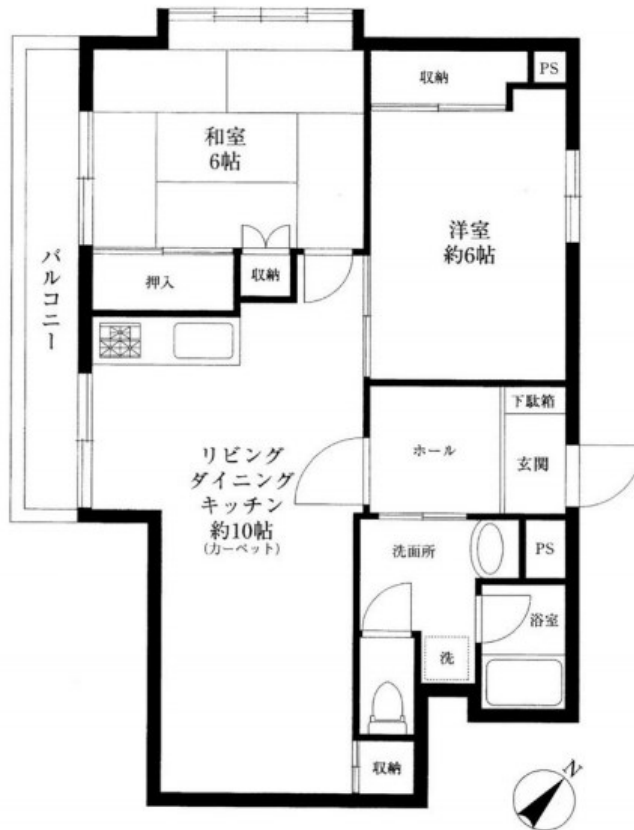 収納
PS
和室
6帖
洋室
約6帖
バルコニー
押入
収納
下駄箱
リビング
ダイニング
キッチン
約10帖
(カーペット)
ホール
玄関
洗面所
PS
浴室
洗
収納
N